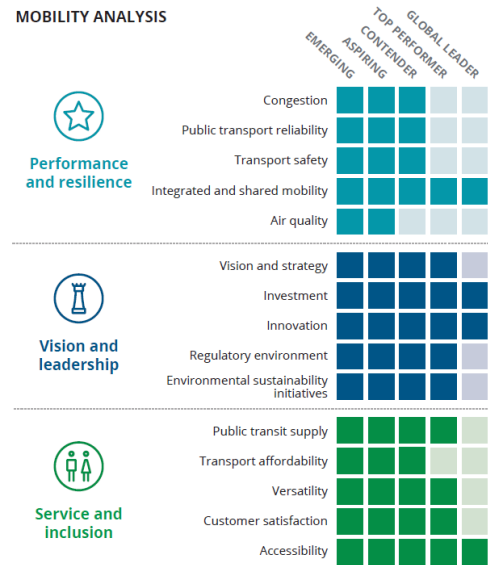 MOBILITY ANALYSIS
EMERGING
ASPIRING
CONTENDER
TOP PERFORMER
GLOBAL LEADER
Performance
and resilience
Congestion
Public transport reliability
Transport safety
Integrated and shared mobility
Air quality
Vision and
leadership
Vision and strategy
Investment
Innovation
Regulatory environment
Environmental sustainability
initiatives
Service and
inclusion
Public transit supply
Transport affordability
Versatility
Customer satisfaction
Accessibility